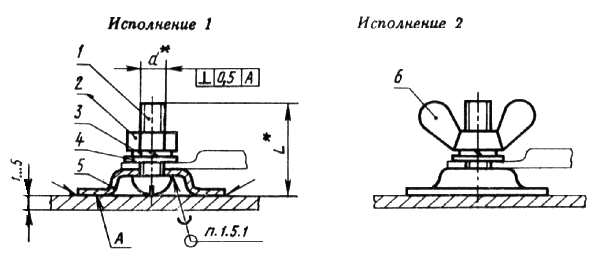 Исполнение 1
Исполнение 2
d*
⊥ 0,5 A
1
2
3
4
5
6
L*
1...5
A
п.1.5.1